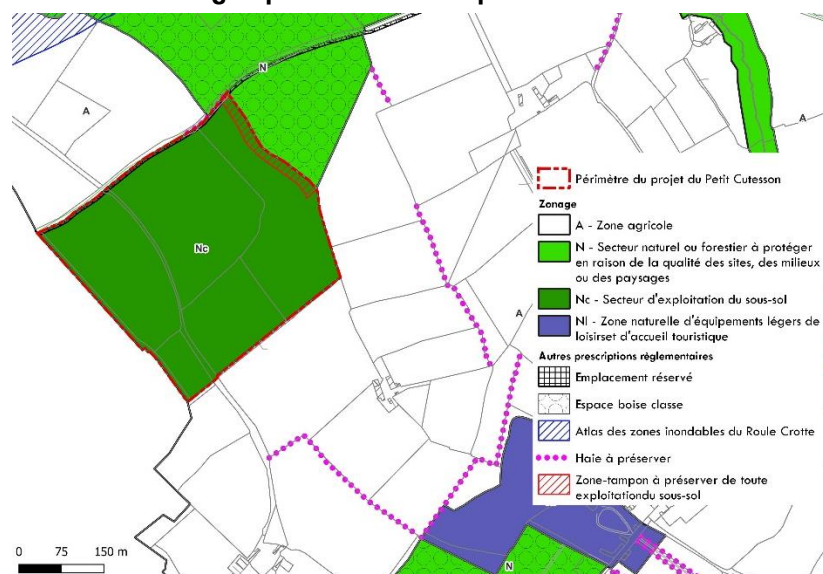 N
A
A
Nc
A
N
Périmètre du projet du Petit Cutesson
Zonage
A - Zone agricole
N - Secteur naturel ou forestier à protéger
en raison de la qualité des sites, des milieux
ou des paysages
Nc - Secteur d'exploitation du sous-sol
Nl - Zone naturelle d'équipements légers de
loisirset d'accueil touristique
Autres prescriptions règlementaires
Emplacement réservé
Espace boise classe
Atlas des zones inondables du Roule Crotte
Haie à préserver
Zone-tampon à préserver de toute
exploitationdu sous-sol
0 75 150 m